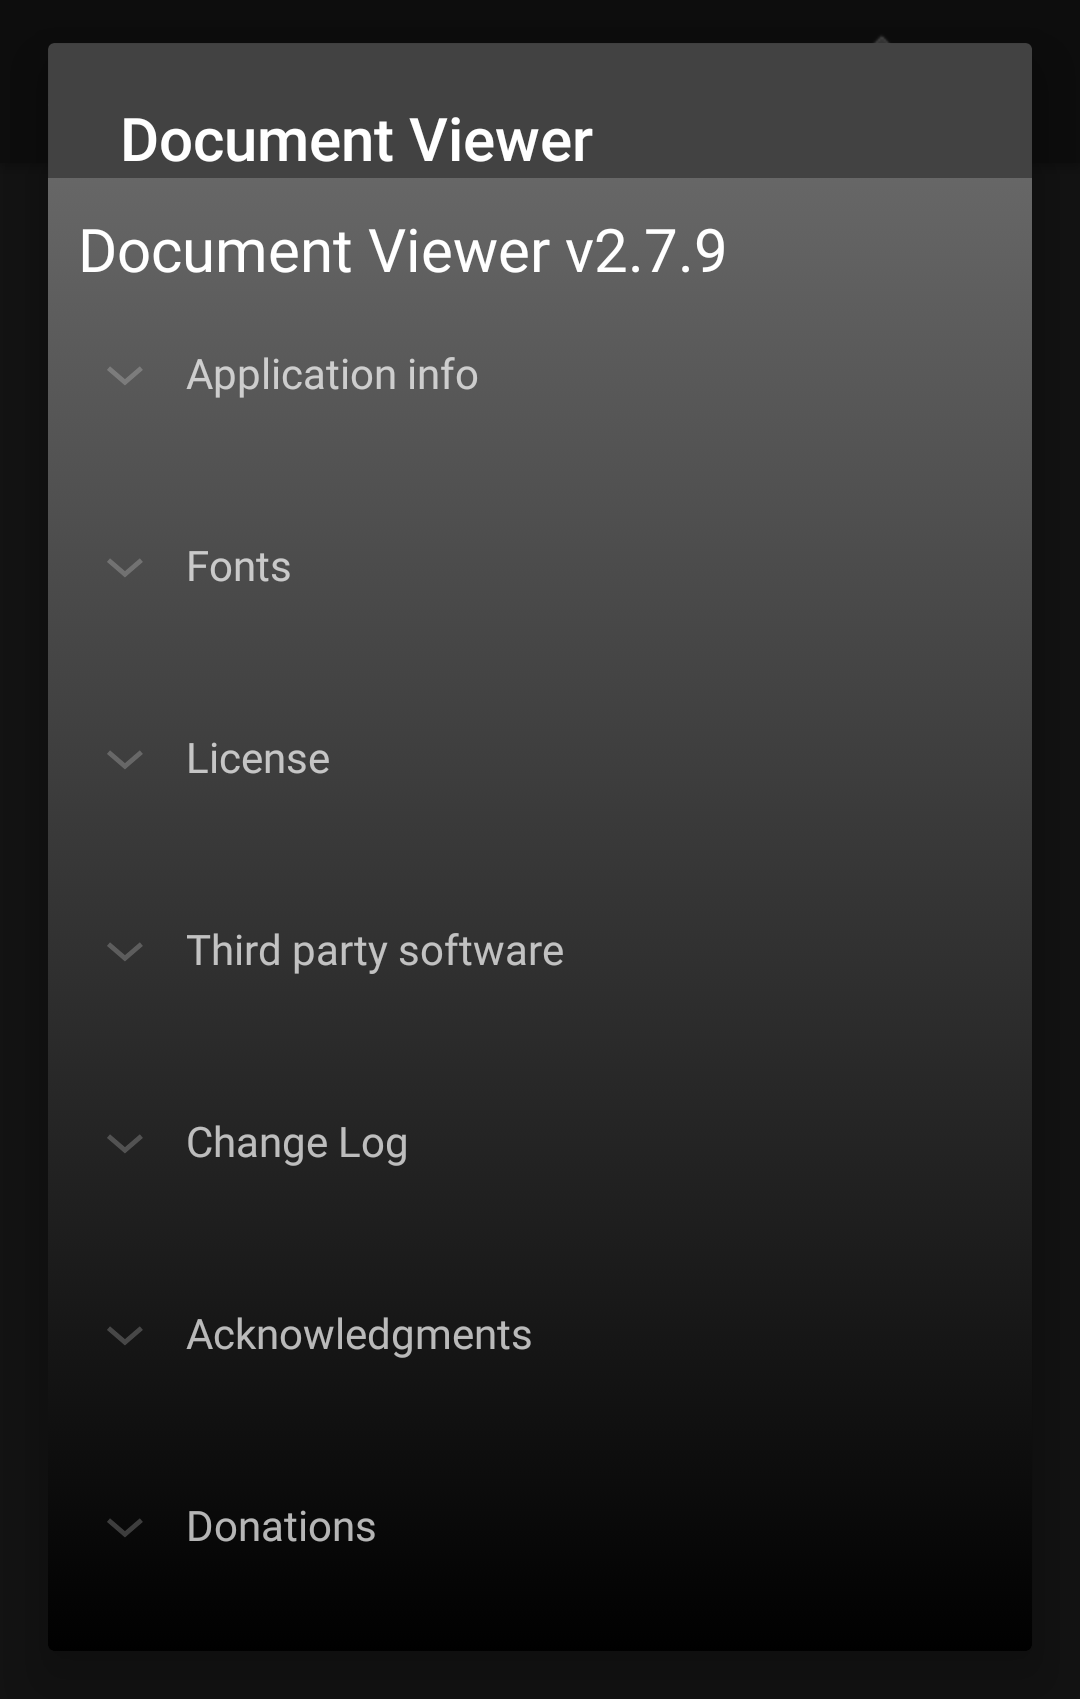 Document Viewer
Document Viewer v2.7.9
Application info
Fonts
License
Third party software
Change Log
Acknowledgments
Donations